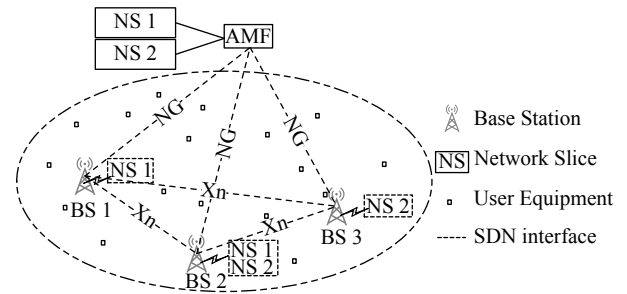 NS 1
NS 2
AMF
NG
NG
NG
NS 1
BS 1
Xn
Xn
Xn
NS 2
BS 3
NS 1
NS 2
BS 2
Base Station
NS Network Slice
User Equipment
SDN interface